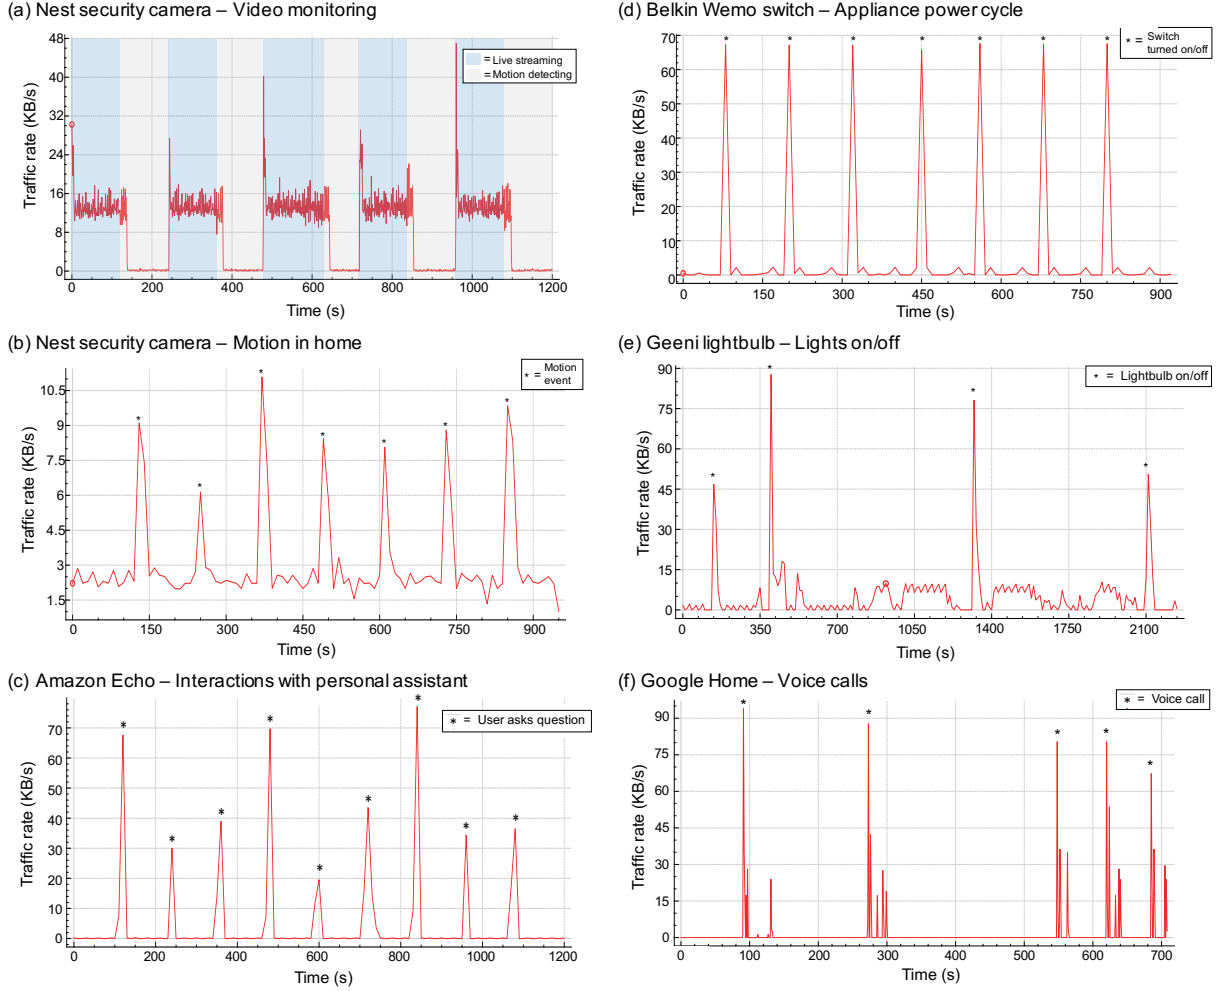 (a) Nest security camera – Video monitoring
48
40
32
24
16
8
0
Traffic rate (KB/s)
= Live streaming
= Motion detecting
0 200 400 600 800 1000 1200
Time (s)
(b) Nest security camera – Motion in home
10.5
9
7.5
6
4.5
3
1.5
Traffic rate (KB/s)
* = Motion
event
0 150 300 450 600 750 900
Time (s)
(c) Amazon Echo – Interactions with personal assistant
70
60
50
40
30
20
10
0
Traffic rate (KB/s)
* = User asks question
0 200 400 600 800 1000 1200
Time (s)
(d) Belkin Wemo switch – Appliance power cycle
70
60
50
40
30
20
10
0
Traffic rate (KB/s)
* = Switch
turned on/off
0 150 300 450 600 750 900
Time (s)
(e) Geeni lightbulb – Lights on/off
90
75
60
45
30
15
0
Traffic rate (KB/s)
* = Lightbulb on/off
0 350 700 1050 1400 1750 2100
Time (s)
(f) Google Home – Voice calls
90
75
60
45
30
15
0
Traffic rate (KB/s)
* = Voice call
0 100 200 300 400 500 600 700
Time (s)